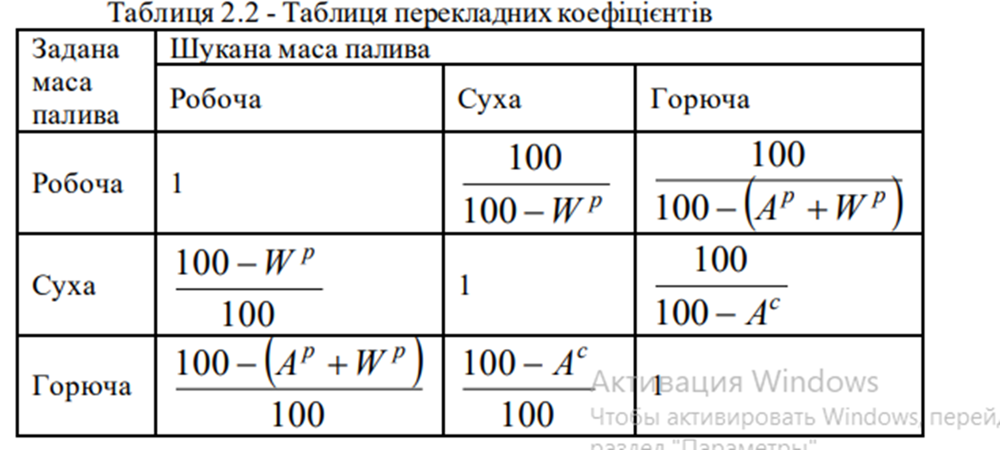 Таблиця 2.2 - Таблиця перекладних коефіцієнтів
Задана маса палива
Шукана маса палива
Робоча Суха Горюча
Робоча 1 100 / (100 – W^p) 100 / (100 – (A^p + W^p))
Суха (100 – W^p) / 100 1 100 / (100 – A^c)
Горюча (100 – (A^p + W^p)) / 100 (100 – A^c) / 100 1
Активация Windows
Чтобы активировать Windows,
раздел "Параметры"